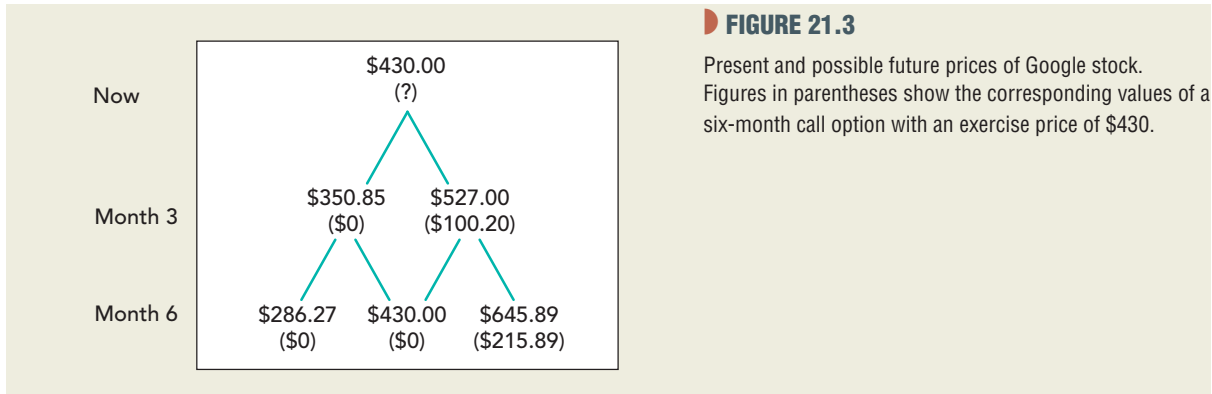 FIGURE 21.3
Present and possible future prices of Google stock.
Figures in parentheses show the corresponding values of a
six-month call option with an exercise price of $430.
Now
$430.00
(?)
Month 3
$350.85 $527.00
($0) ($100.20)
Month 6
$286.27 $430.00 $645.89
($0) ($0) ($215.89)